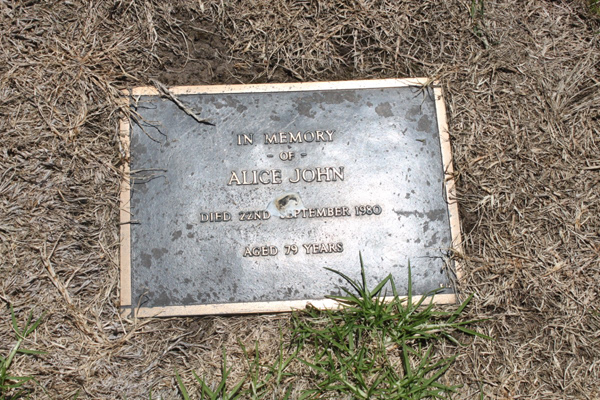 IN MEMORY
- OF -
ALICE JOHN
DIED 22ND SEPTEMBER 1980
AGED 79 YEARS